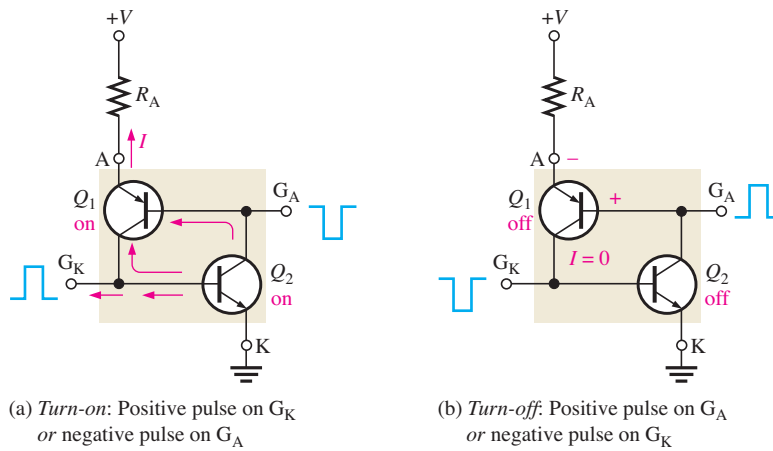 +V
R_A
I
A
Q_1
on
G_A
G_K
Q_2
on
K
(a) Turn-on: Positive pulse on G_K
or negative pulse on G_A
+V
R_A
A
−
Q_1
off
+
G_A
G_K
I = 0
Q_2
off
K
(b) Turn-off: Positive pulse on G_A
or negative pulse on G_K